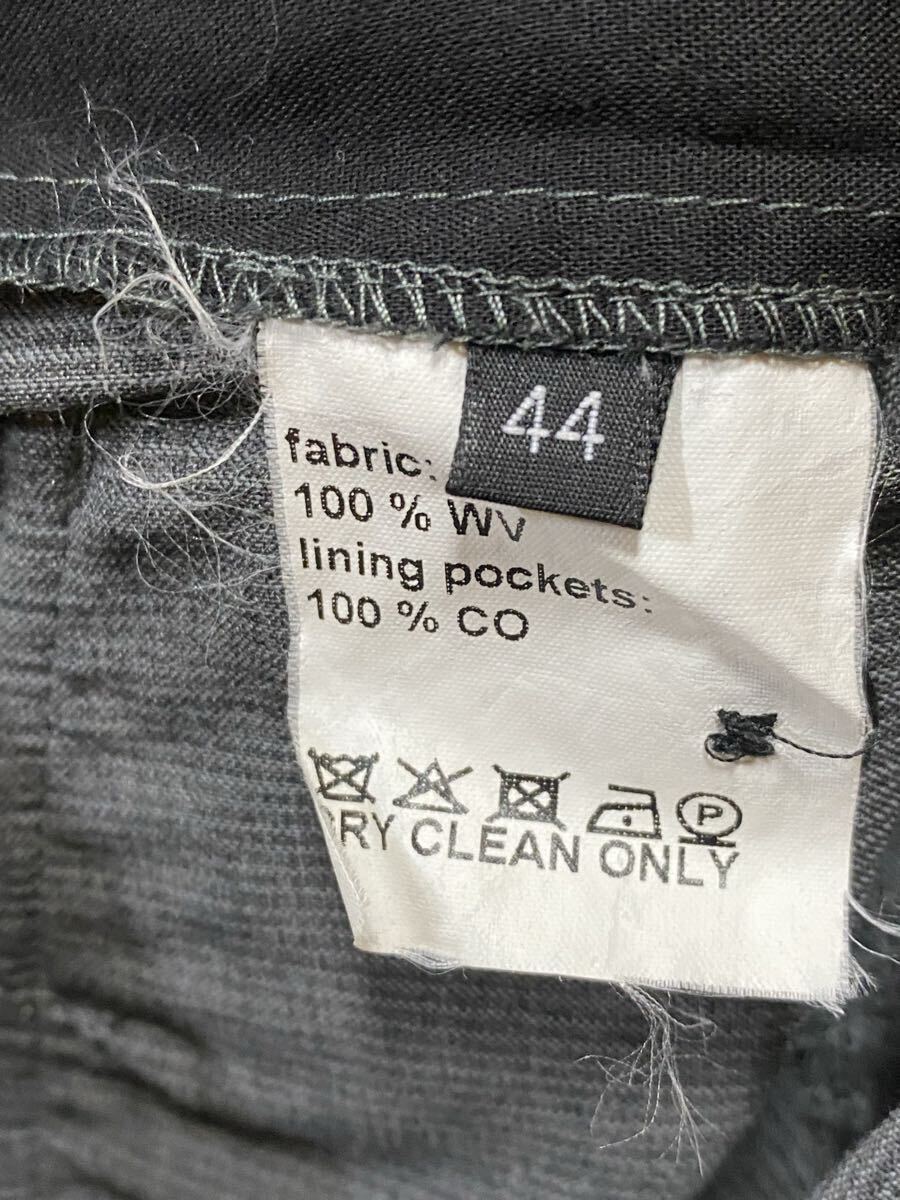 44
fabric:
100 % WV
lining pockets:
100 % CO
P
DRY CLEAN ONLY